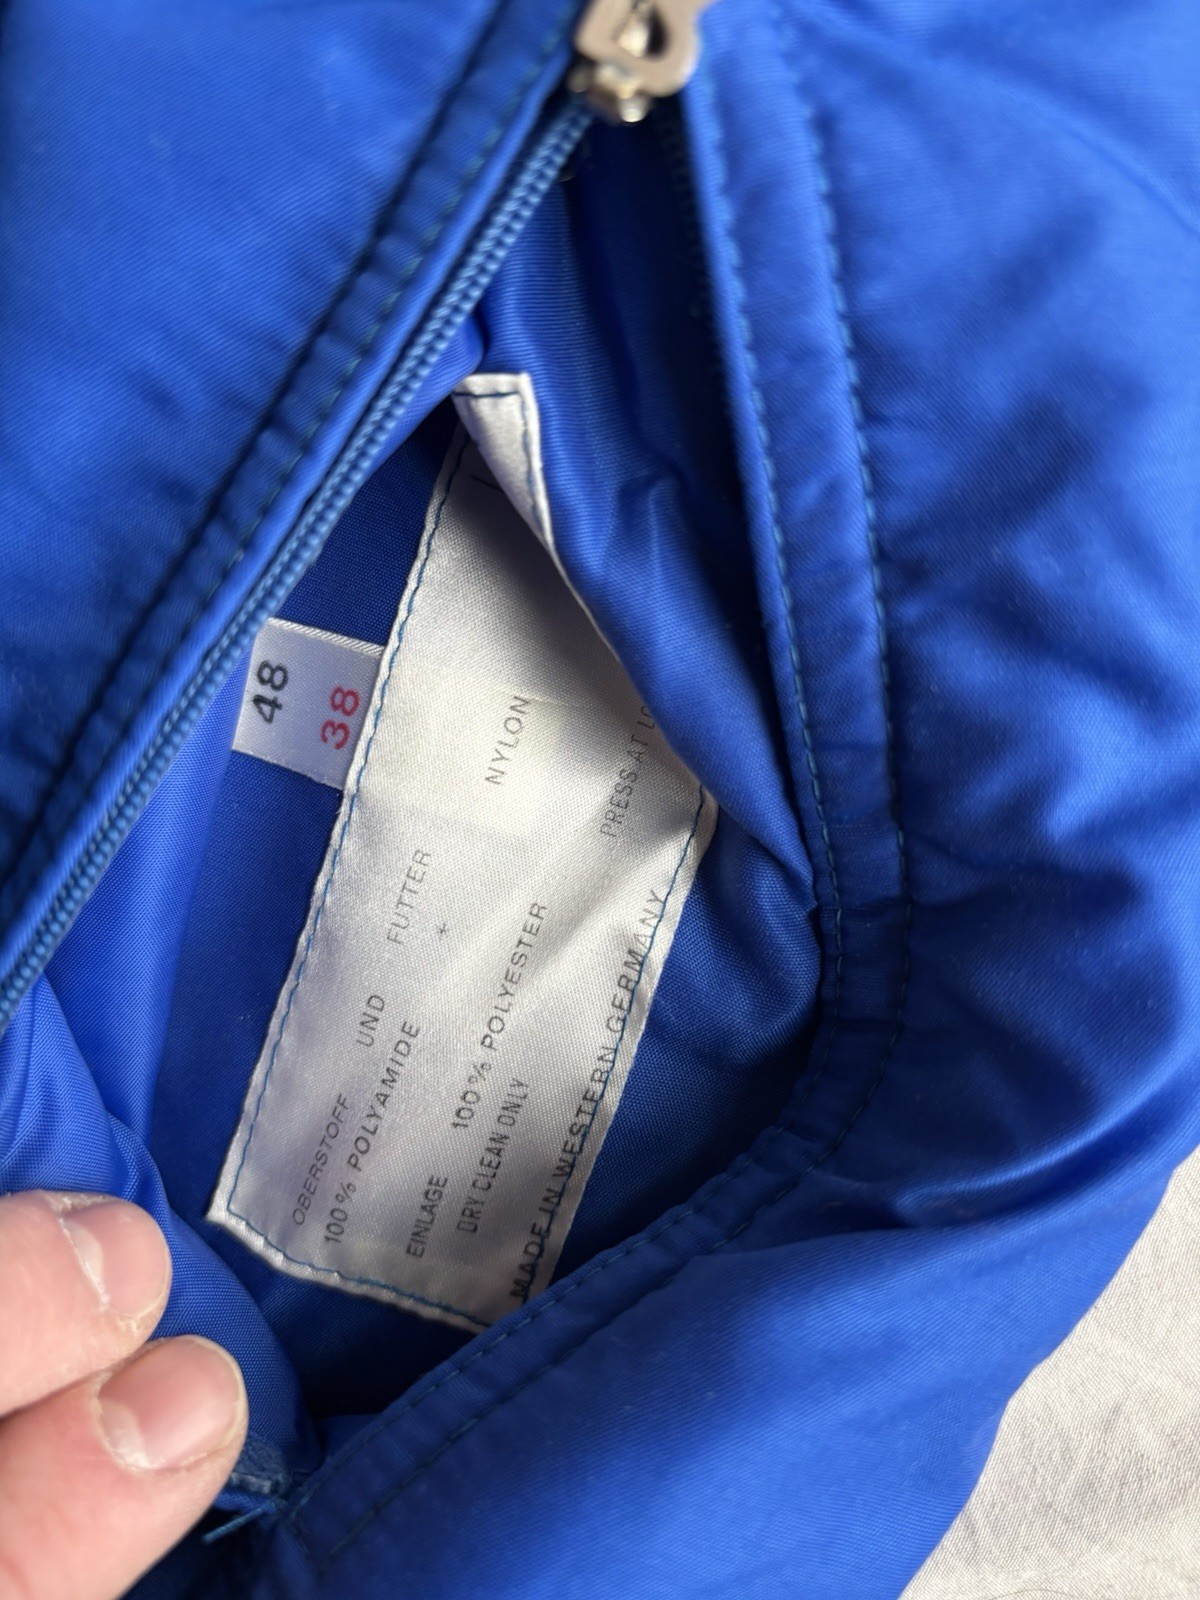 48
38
OBERSTOFF UND FUTTER
100% POLYAMIDE + NYLON
EINLAGE 100% POLYESTER
DRY CLEAN ONLY PRESS AT
MADE IN WESTERN GERMANY